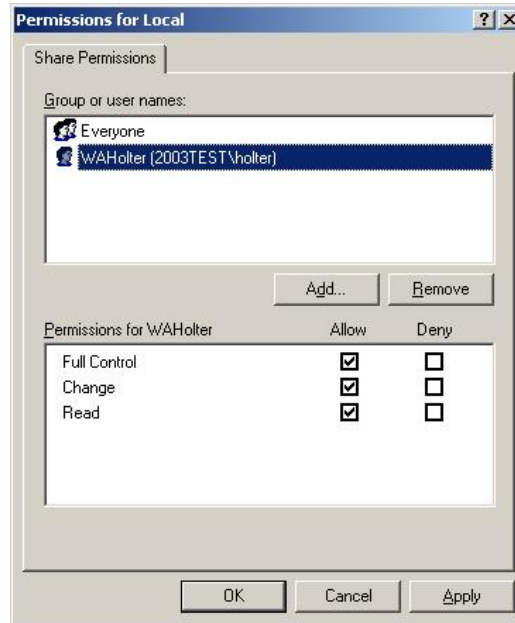 Permissions for Local
Share Permissions
Group or user names:
Everyone
WAHolter (2003TEST\holter)
Add... Remove
Permissions for WAHolter Allow Deny
Full Control
Change
Read
OK Cancel Apply